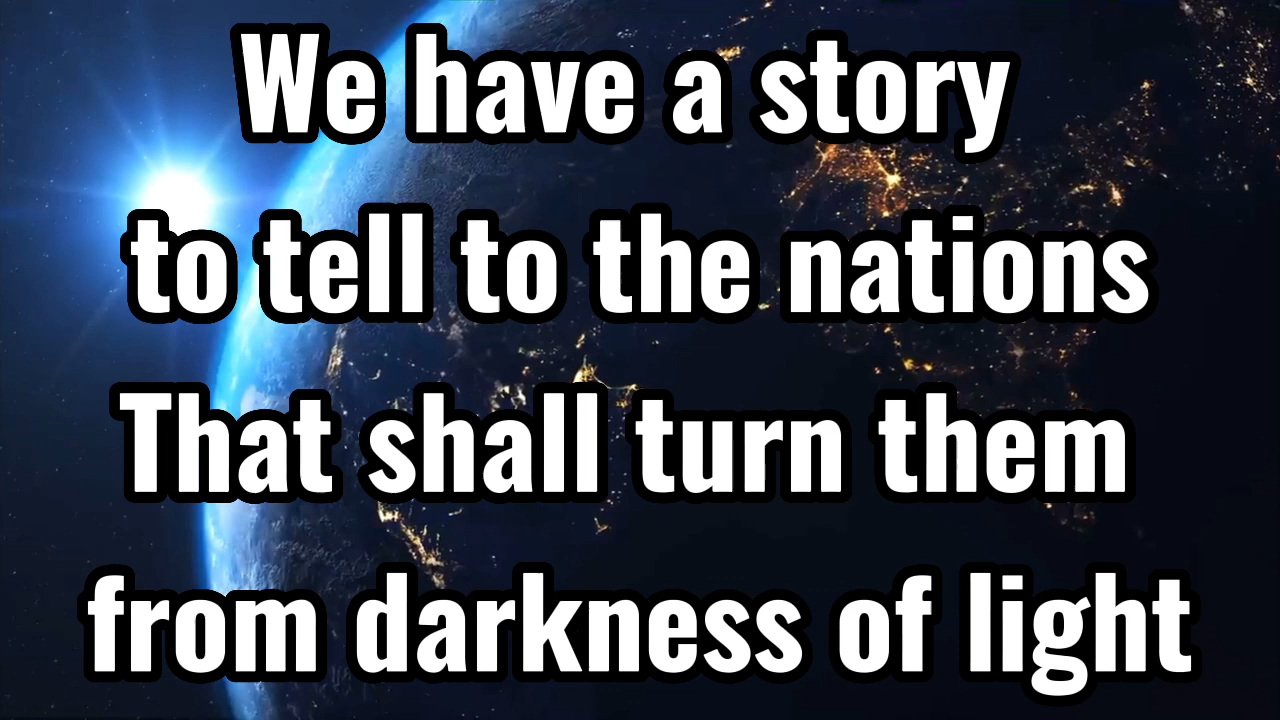 We have a story
to tell to the nations
That shall turn them
from darkness of light